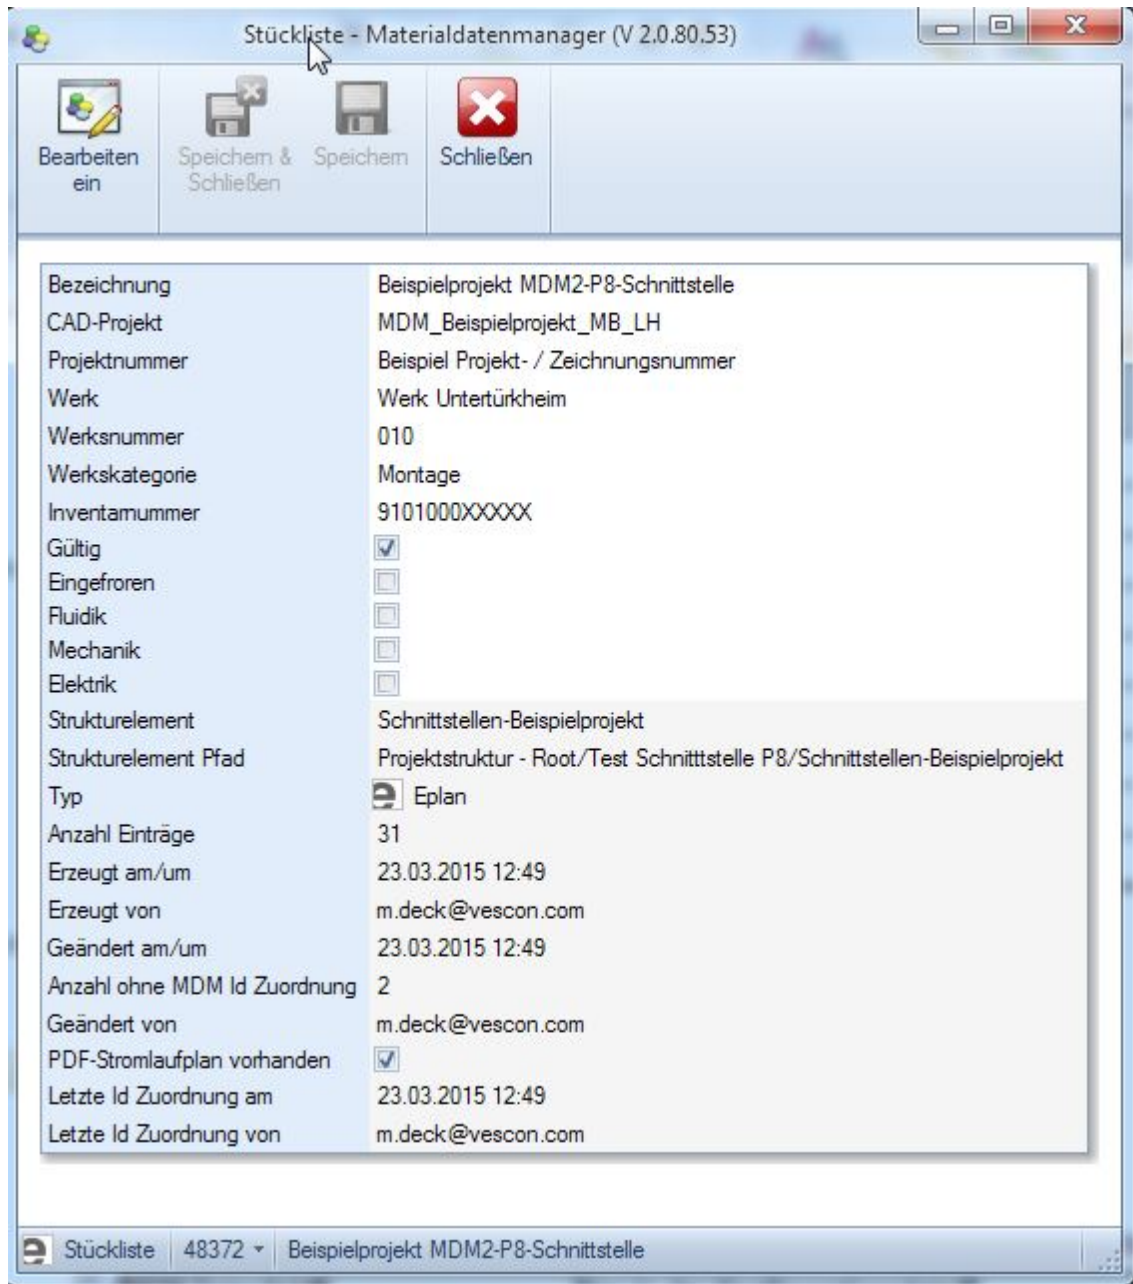 Stückliste - Materialdatenmanager (V 2.0.80.53)
Bearbeiten
ein
Speichern &
Schließen
Speichern
Schließen
Bezeichnung Beispielprojekt MDM2-P8-Schnittstelle
CAD-Projekt MDM_Beispielprojekt_MB_LH
Projektnummer Beispiel Projekt- / Zeichnungsnummer
Werk Werk Untertürkheim
Werksnummer 010
Werkskategorie Montage
Inventarnummer 9101000XXXXX
Gültig
Eingefroren
Fluidik
Mechanik
Elektrik
Strukturelement Schnittstellen-Beispielprojekt
Strukturelement Pfad Projektstruktur - Root/Test Schnitttstelle P8/Schnittstellen-Beispielprojekt
Typ Eplan
Anzahl Einträge 31
Erzeugt am/um 23.03.2015 12:49
Erzeugt von m.deck@vescon.com
Geändert am/um 23.03.2015 12:49
Anzahl ohne MDM Id Zuordnung 2
Geändert von m.deck@vescon.com
PDF-Stromlaufplan vorhanden
Letzte Id Zuordnung am 23.03.2015 12:49
Letzte Id Zuordnung von m.deck@vescon.com
Stückliste 48372 Beispielprojekt MDM2-P8-Schnittstelle